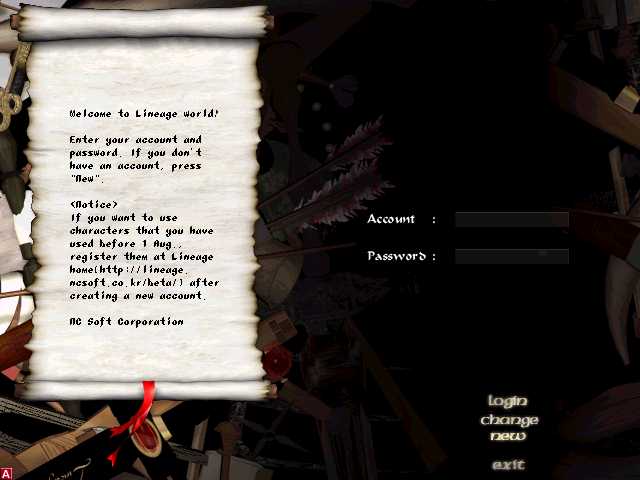 Welcome to Lineage world!
Enter your account and
password. If you don't
have an account, press
"New".
<Notice>
If you want to use
characters that you have
used before 1 Aug.,
register them at Lineage
home(http://lineage.
ncsoft.co.kr/beta/) after
creating a new account.
NC Soft Corporation
Account :
Password :
Login
change
new
exit
A